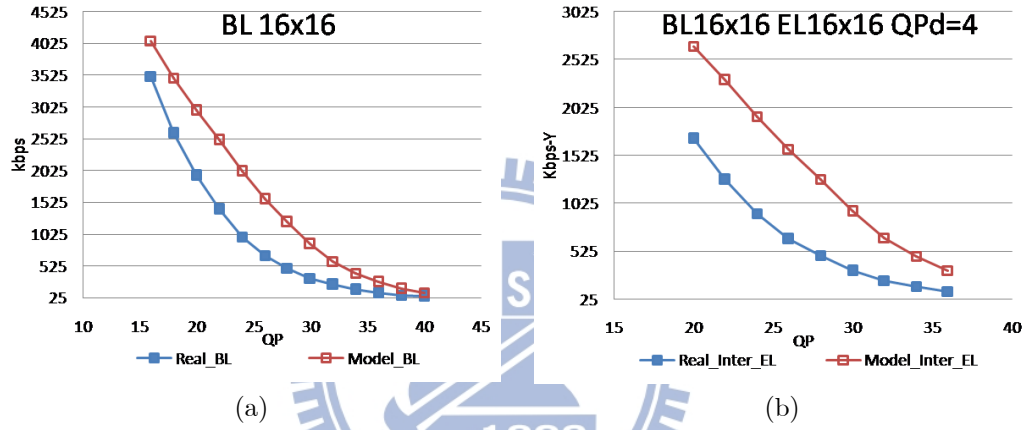 BL 16x16
4525
4025
3525
3025
2525
2025
1525
1025
525
25
kbps
10 15 20 25 30 35 40 45
QP
Real_BL Model_BL
(a)
BL16x16 EL16x16 QPd=4
3025
2525
2025
1525
1025
525
25
Kbps-Y
15 20 25 30 35 40
QP
Real_Inter_EL Model_Inter_EL
(b)
E
S